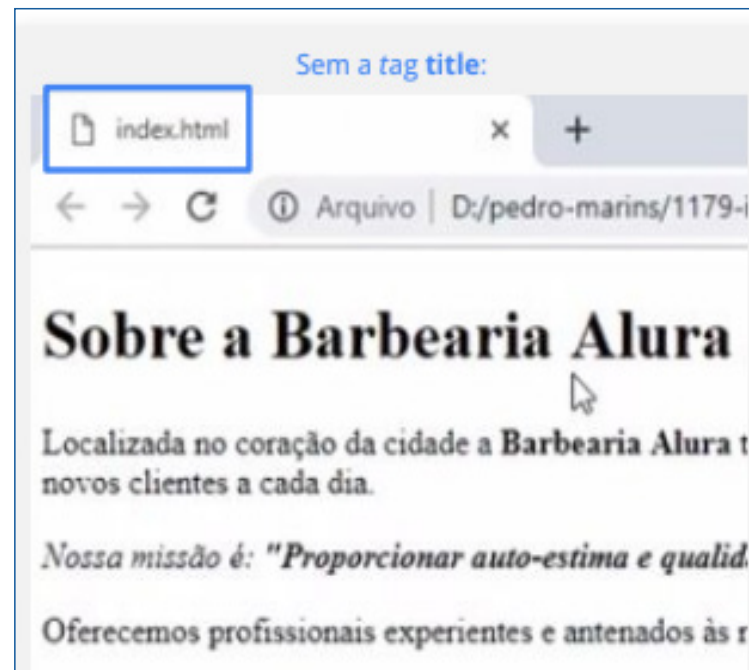 Sem a tag title:
index.html
Arquivo | D:/pedro-marins/1179-i
Sobre a Barbearia Alura
Localizada no coração da cidade a Barbearia Alura t
novos clientes a cada dia.
Nossa missão é: "Proporcionar auto-estima e qualid
Oferecemos profissionais experientes e antenados às